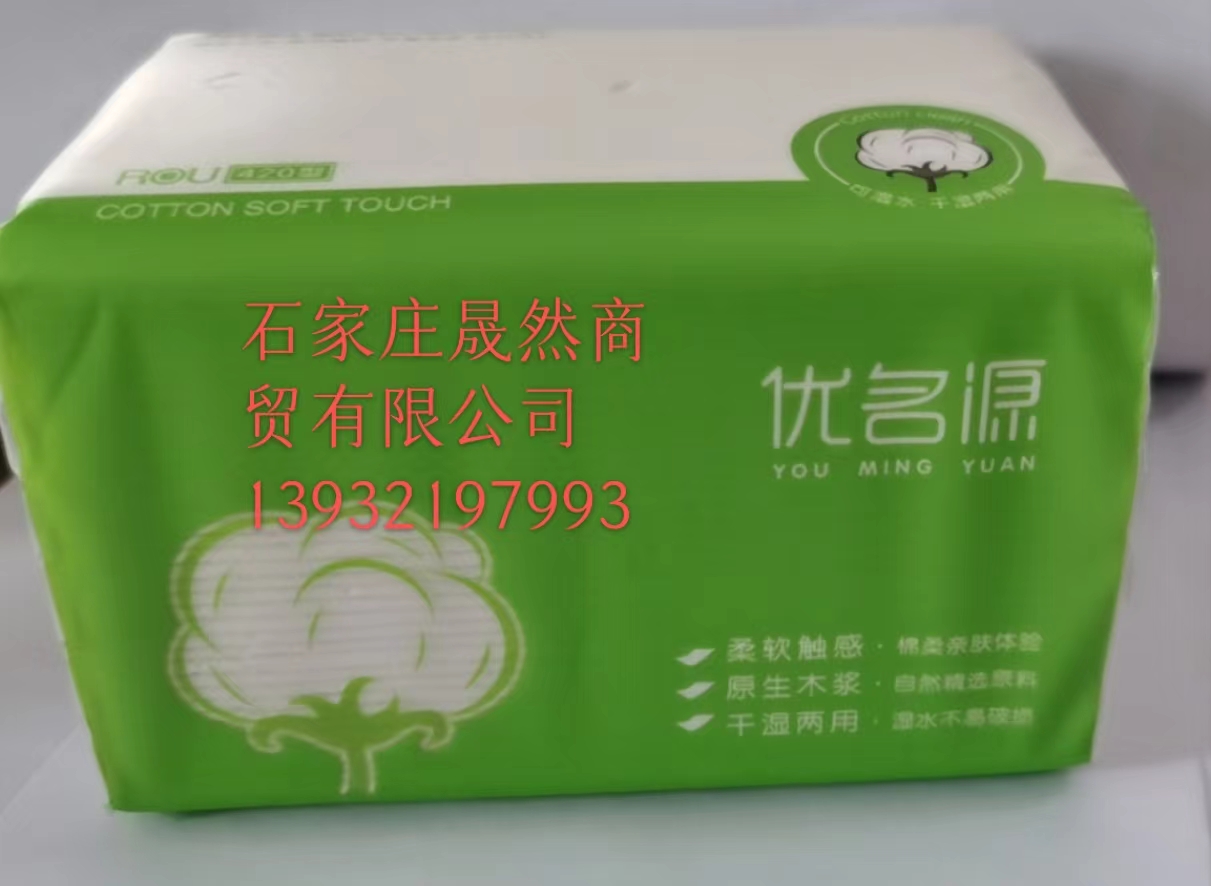 ROU 420型
COTTON SOFT TOUCH
可湿水 干湿两用
石家庄晟然商
贸有限公司
13932197993
优名源
YOU MING YUAN
柔软触感·棉柔亲肤体验
原生木浆·自然精选原料
干湿两用·湿水不易破损